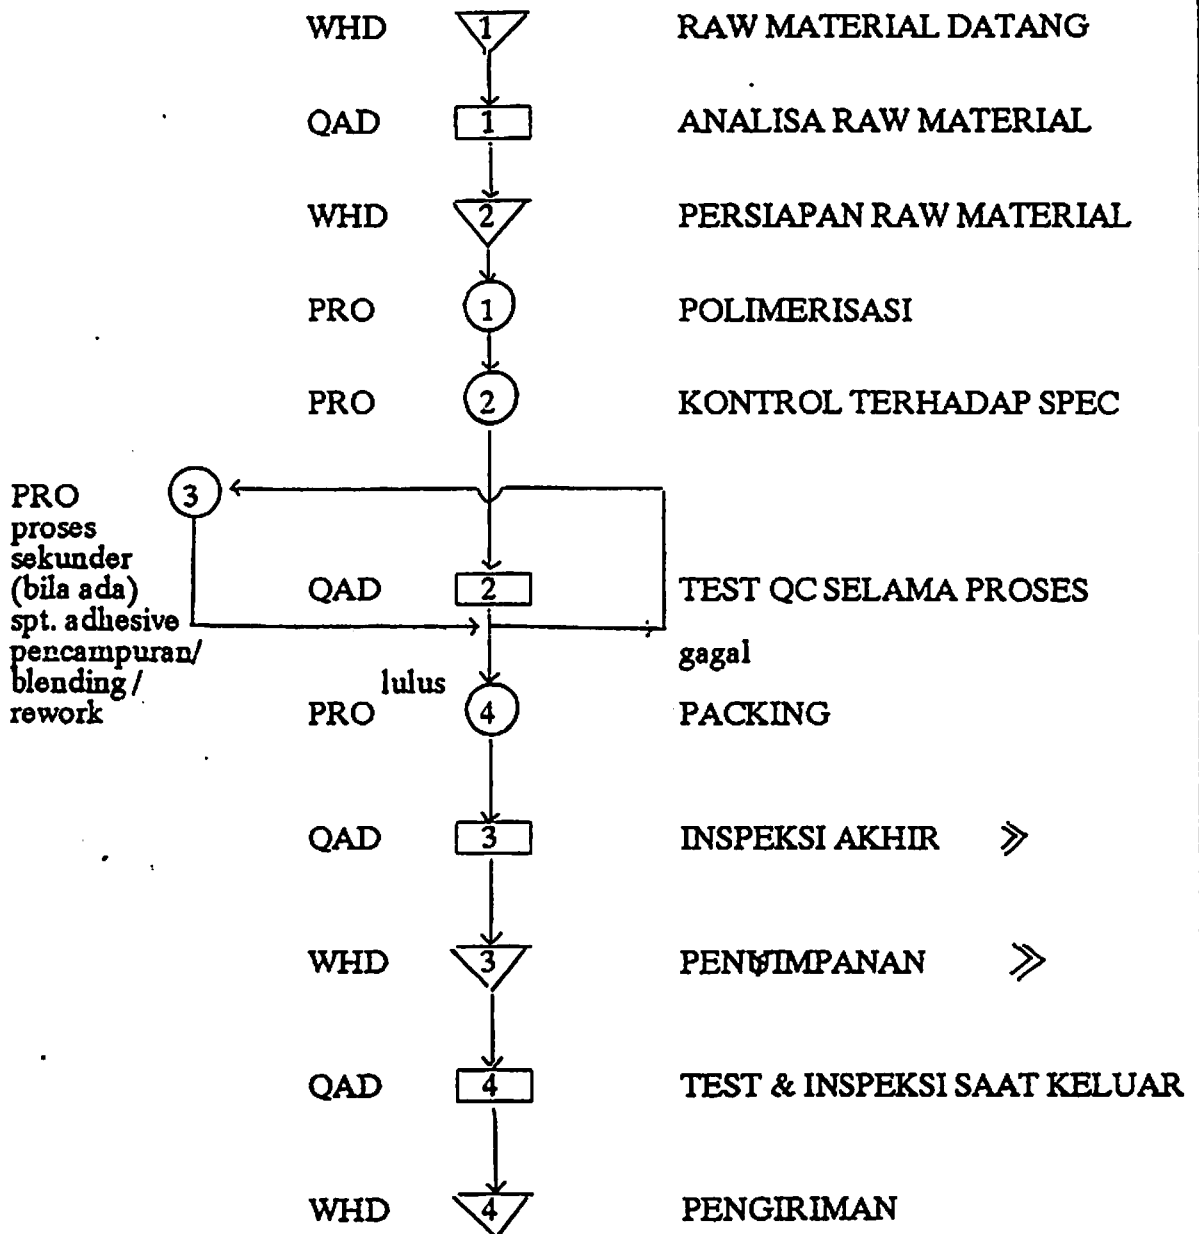 WHD 1 RAW MATERIAL DATANG
QAD 1 ANALISA RAW MATERIAL
WHD 2 PERSIAPAN RAW MATERIAL
PRO 1 POLIMERISASI
PRO 2 KONTROL TERHADAP SPEC
3
PRO
proses
sekunder
(bila ada)
spt. adhesive
pencampuran/
blending /
rework
QAD 2 TEST QC SELAMA PROSES
gagal
lulus
PRO 4 PACKING
QAD 3 INSPEKSI AKHIR
WHD 3 PENYIMPANAN
QAD 4 TEST & INSPEKSI SAAT KELUAR
WHD 4 PENGIRIMAN